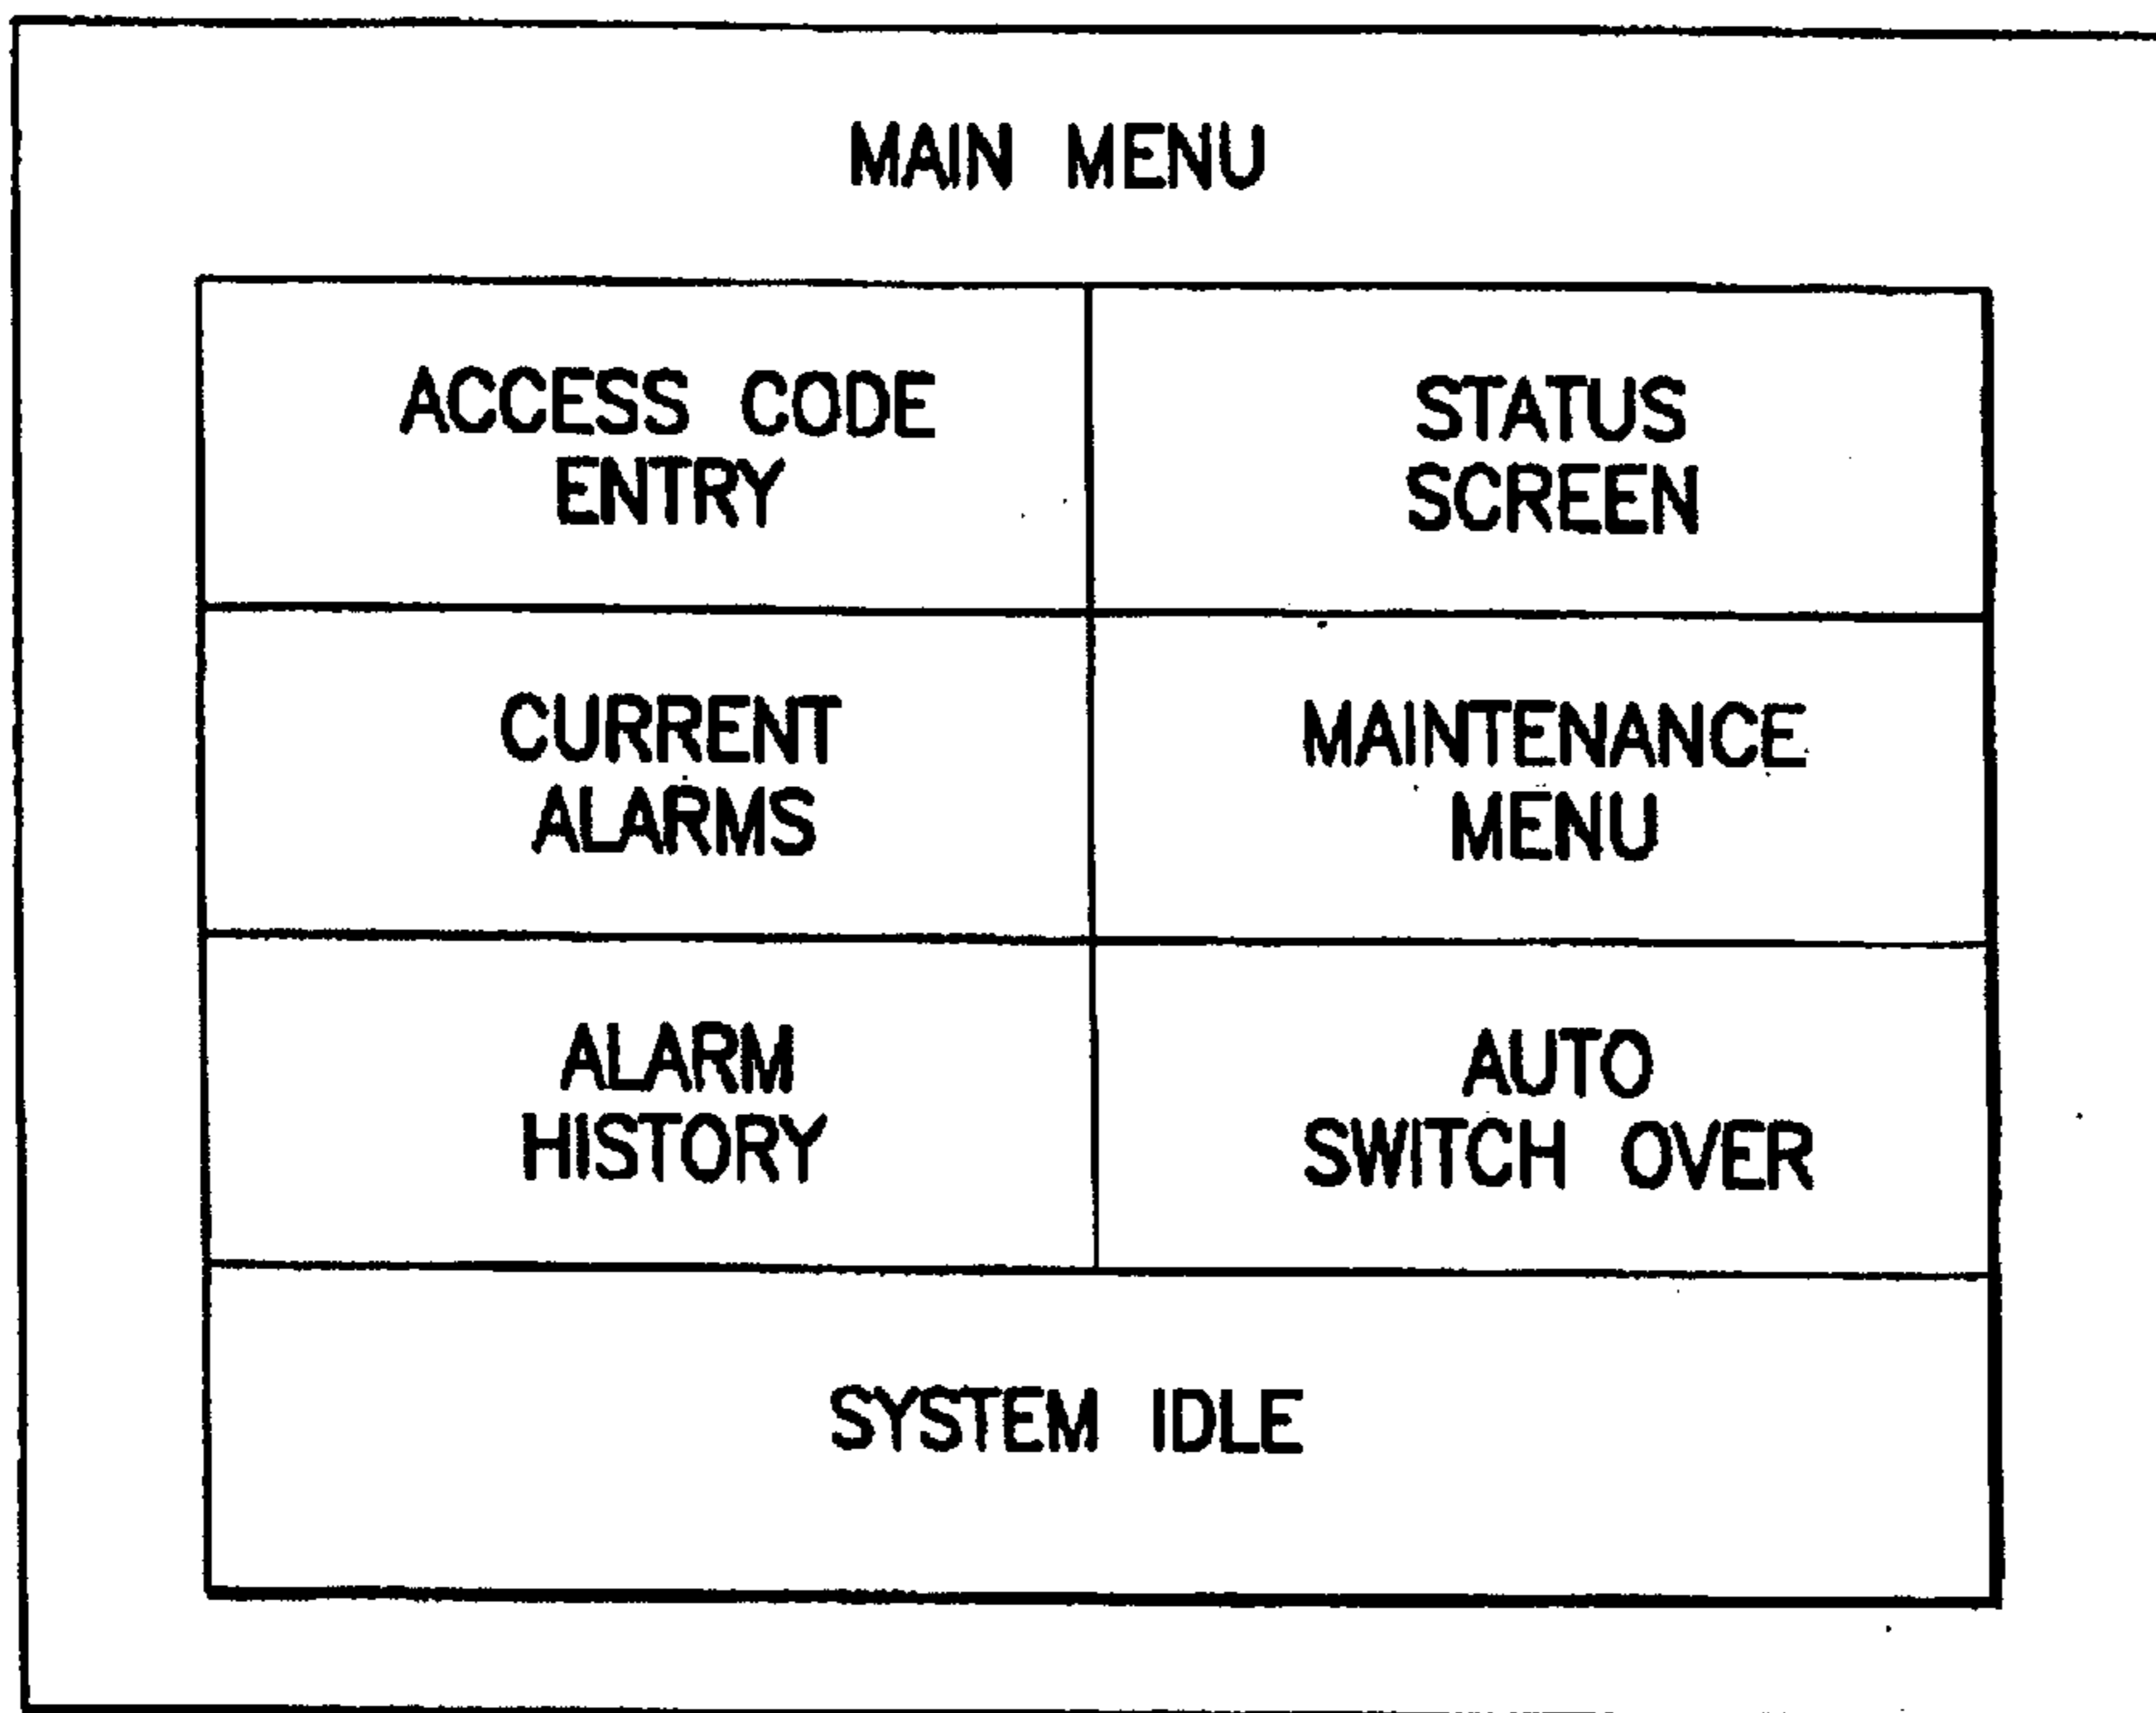 MAIN MENU
ACCESS CODE
ENTRY
STATUS
SCREEN
CURRENT
ALARMS
MAINTENANCE
MENU
ALARM
HISTORY
AUTO
SWITCH OVER
SYSTEM IDLE